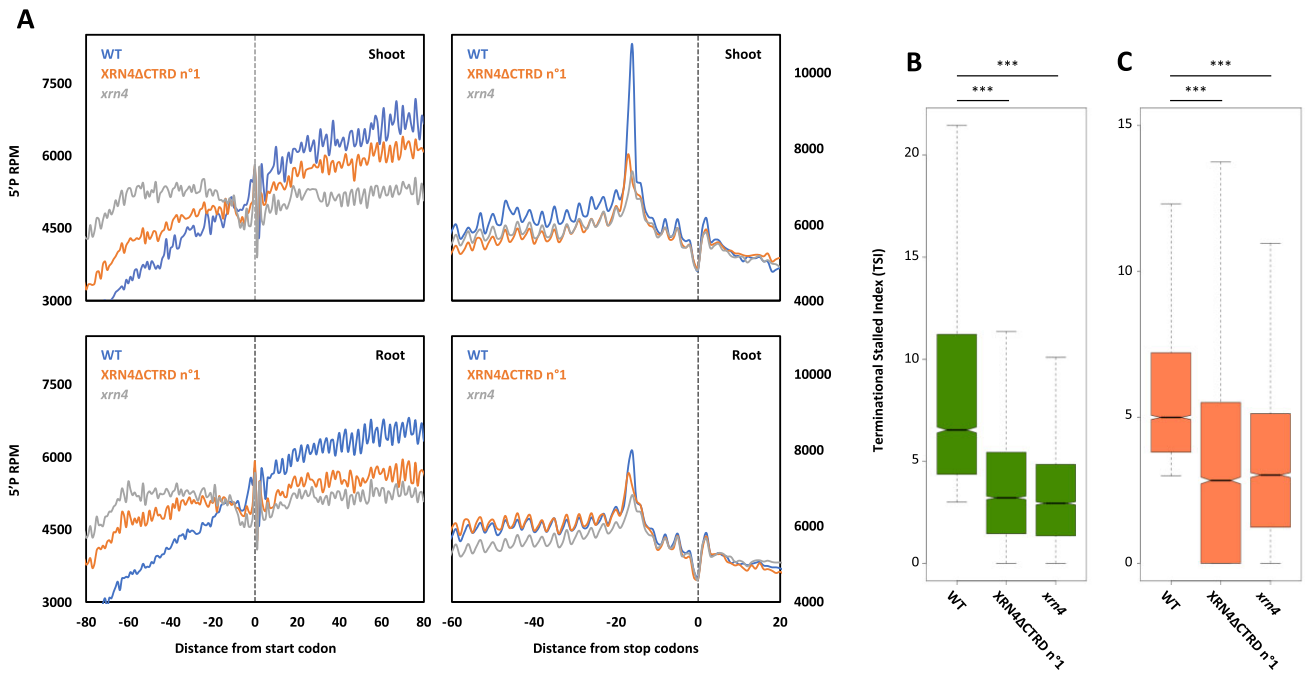 A
WT
XRN4ΔCTRD n°1
xrn4
Shoot
7500
6000
4500
3000
5'P RPM
WT
XRN4ΔCTRD n°1
xrn4
Shoot
10000
8000
6000
4000
WT
XRN4ΔCTRD n°1
xrn4
Root
7500
6000
4500
3000
5'P RPM
-80 -60 -40 -20 0 20 40 60 80
Distance from start codon
WT
XRN4ΔCTRD n°1
xrn4
Root
10000
8000
6000
4000
-60 -40 -20 0 20
Distance from stop codons
B
***
***
20
15
10
5
0
Terminational Stalled Index (TSI)
WT
XRN4ΔCTRD n°1
xrn4
C
***
***
15
10
5
0
WT
XRN4ΔCTRD n°1
xrn4